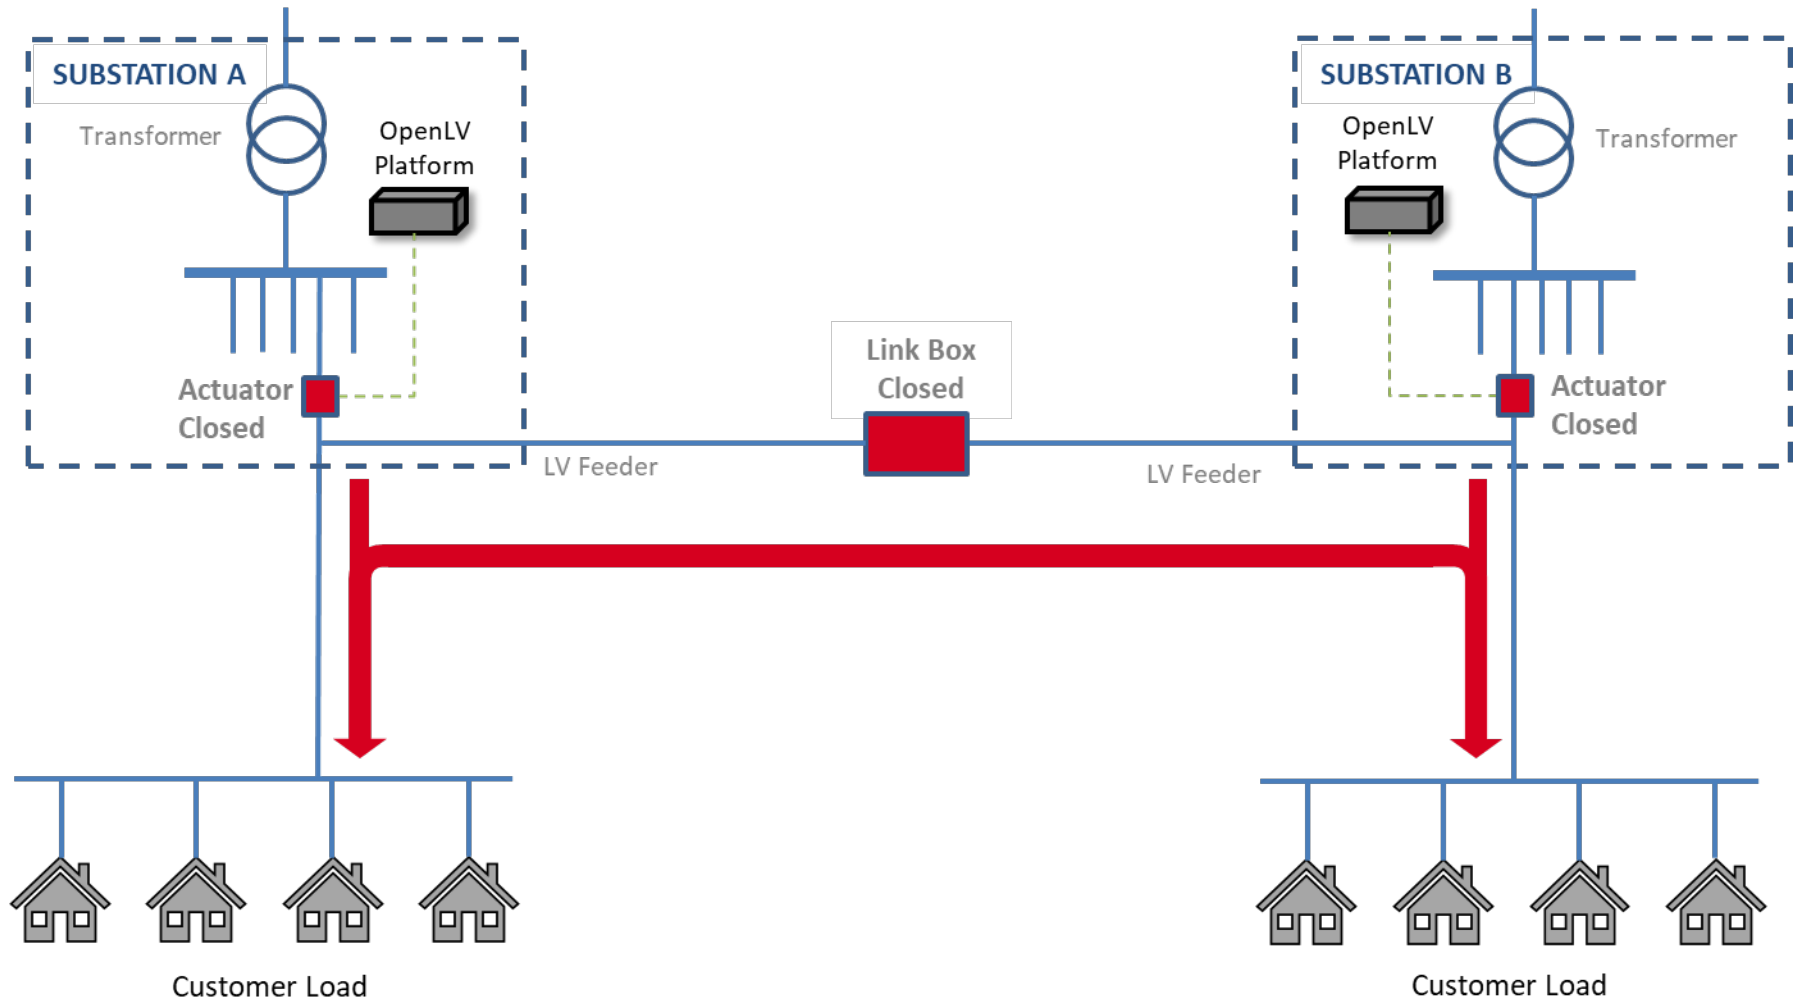 SUBSTATION A
Transformer
OpenLV
Platform
Actuator
Closed
LV Feeder
Link Box
Closed
LV Feeder
SUBSTATION B
OpenLV
Platform
Transformer
Actuator
Closed
Customer Load
Customer Load